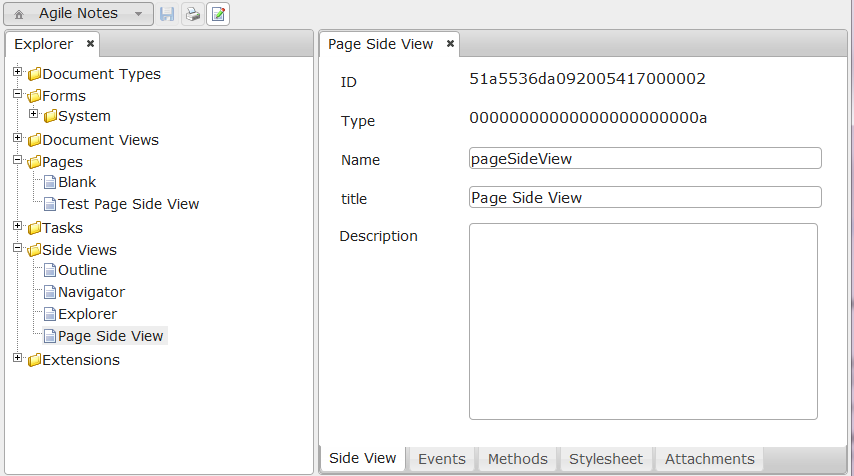 Agile Notes
Explorer
Document Types
Forms
System
Document Views
Pages
Blank
Test Page Side View
Tasks
Side Views
Outline
Navigator
Explorer
Page Side View
Extensions
Page Side View
ID 51a5536da092005417000002
Type 00000000000000000000000a
Name pageSideView
title Page Side View
Description
Side View Events Methods Stylesheet Attachments